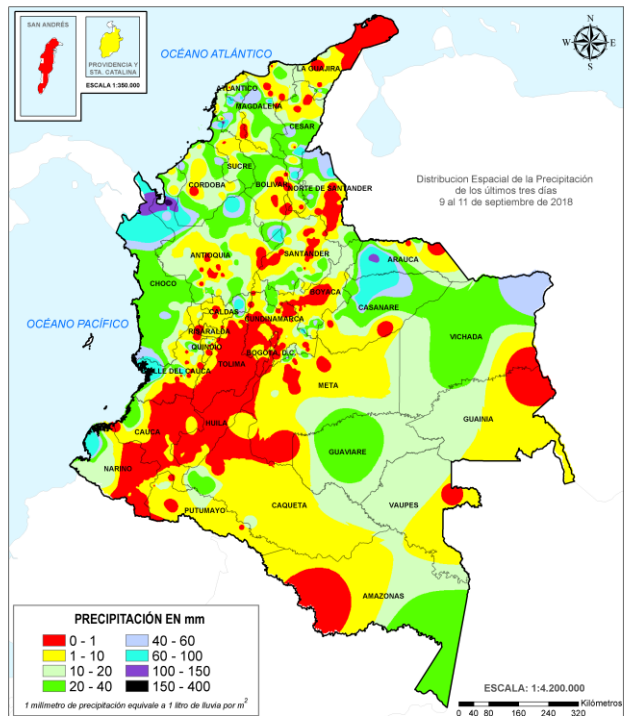 SAN ANDRÉS
PROVIDENCIA Y
STA. CATALINA
ESCALA 1:350.000
OCÉANO ATLÁNTICO
N
W E
S
LA GUAJIRA
ATLANTICO
MAGDALENA
CESAR
SUCRE
CORDOBA
BOLIVAR
NORTE DE SANTANDER
Distribucion Espacial de la Precipitación
de los últimos tres días
9 al 11 de septiembre de 2018
ANTIOQUIA
SANTANDER
ARAUCA
CHOCO
BOYACA
CASANARE
OCÉANO PACÍFICO
CALDAS
CUNDINAMARCA
RISARALDA
VICHADA
QUINDIO
BOGOTA, D.C.
VALLE DEL CAUCA
TOLIMA
META
GUAINIA
CAUCA
HUILA
GUAVIARE
NARIÑO
CAQUETA
VAUPES
PUTUMAYO
AMAZONAS
PRECIPITACIÓN EN mm
0 - 1 40 - 60
1 - 10 60 - 100
10 - 20 100 - 150
20 - 40 150 - 400
1 milímetro de precipitación equivale a 1 litro de lluvia por m²
ESCALA: 1:4.200.000
Kilómetros
0 40 80 160 240 320